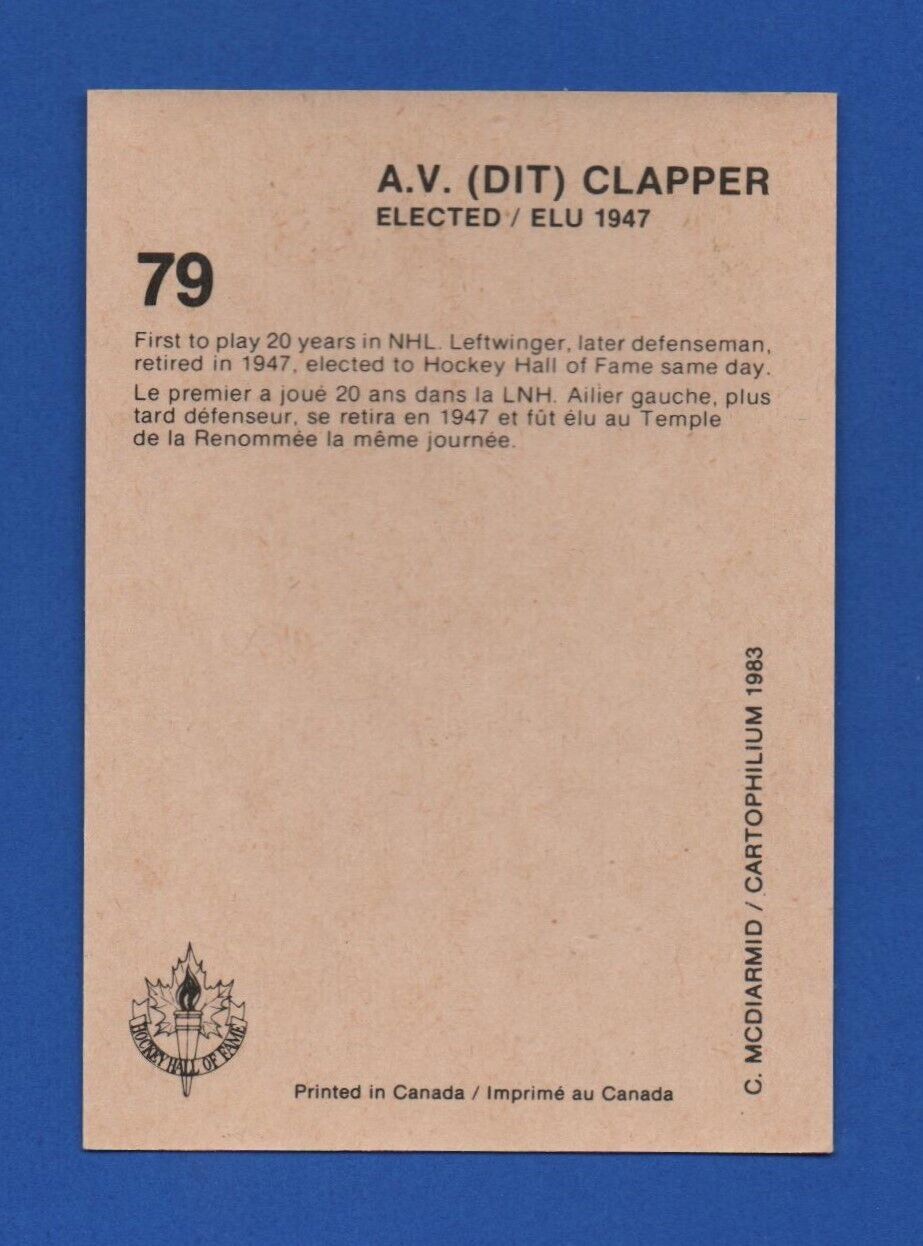 A.V. (DIT) CLAPPER
ELECTED / ELU 1947
79
First to play 20 years in NHL. Leftwinger, later defenseman,
retired in 1947, elected to Hockey Hall of Fame same day.
Le premier a joué 20 ans dans la LNH. Ailier gauche, plus
tard défenseur, se retira en 1947 et fût élu au Temple
de la Renommée la même journée.
C. MCDIARMID / CARTOPHILIUM 1983
HOCKEY HALL OF FAME
Printed in Canada / Imprimé au Canada